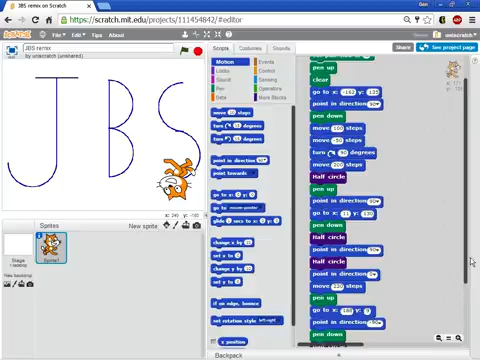 JBS remix on Scratch
Ben
https://scratch.mit.edu/projects/111454842/#editor
SCRATCH
File▼ Edit▼ Tips About
uniscratch▼
JBS remix
by uniscratch (unshared)
Scripts Costumes Sounds
Share
See project page
Motion Events
Looks Control
Sound Sensing
Pen Operators
Data More Blocks
move 10 steps
turn 15 degrees
turn 15 degrees
point in direction 90▼
point towards
go to x: 0 y: 0
go to mouse-pointer
glide 1 secs to x: 0 y: 0
change x by 10
set x to 0
change y by 10
set y to 0
if on edge, bounce
set rotation style left-right
x position
Backpack
pen up
clear
go to x: -162 y: 135
point in direction 90▼
pen down
move 100 steps
move -50 steps
turn 90 degrees
move 200 steps
Half circle
pen up
point in direction 90▼
go to x: 11 y: 130
pen down
Half circle
point in direction 90▼
Half circle
point in direction 0▼
move 230 steps
pen up
go to x: 180 y:
point in direction -90▼
pen down
JBS
x: 240 y: -180
Sprites New sprite:
Stage
1 backdrop
New backdrop:
Sprite1